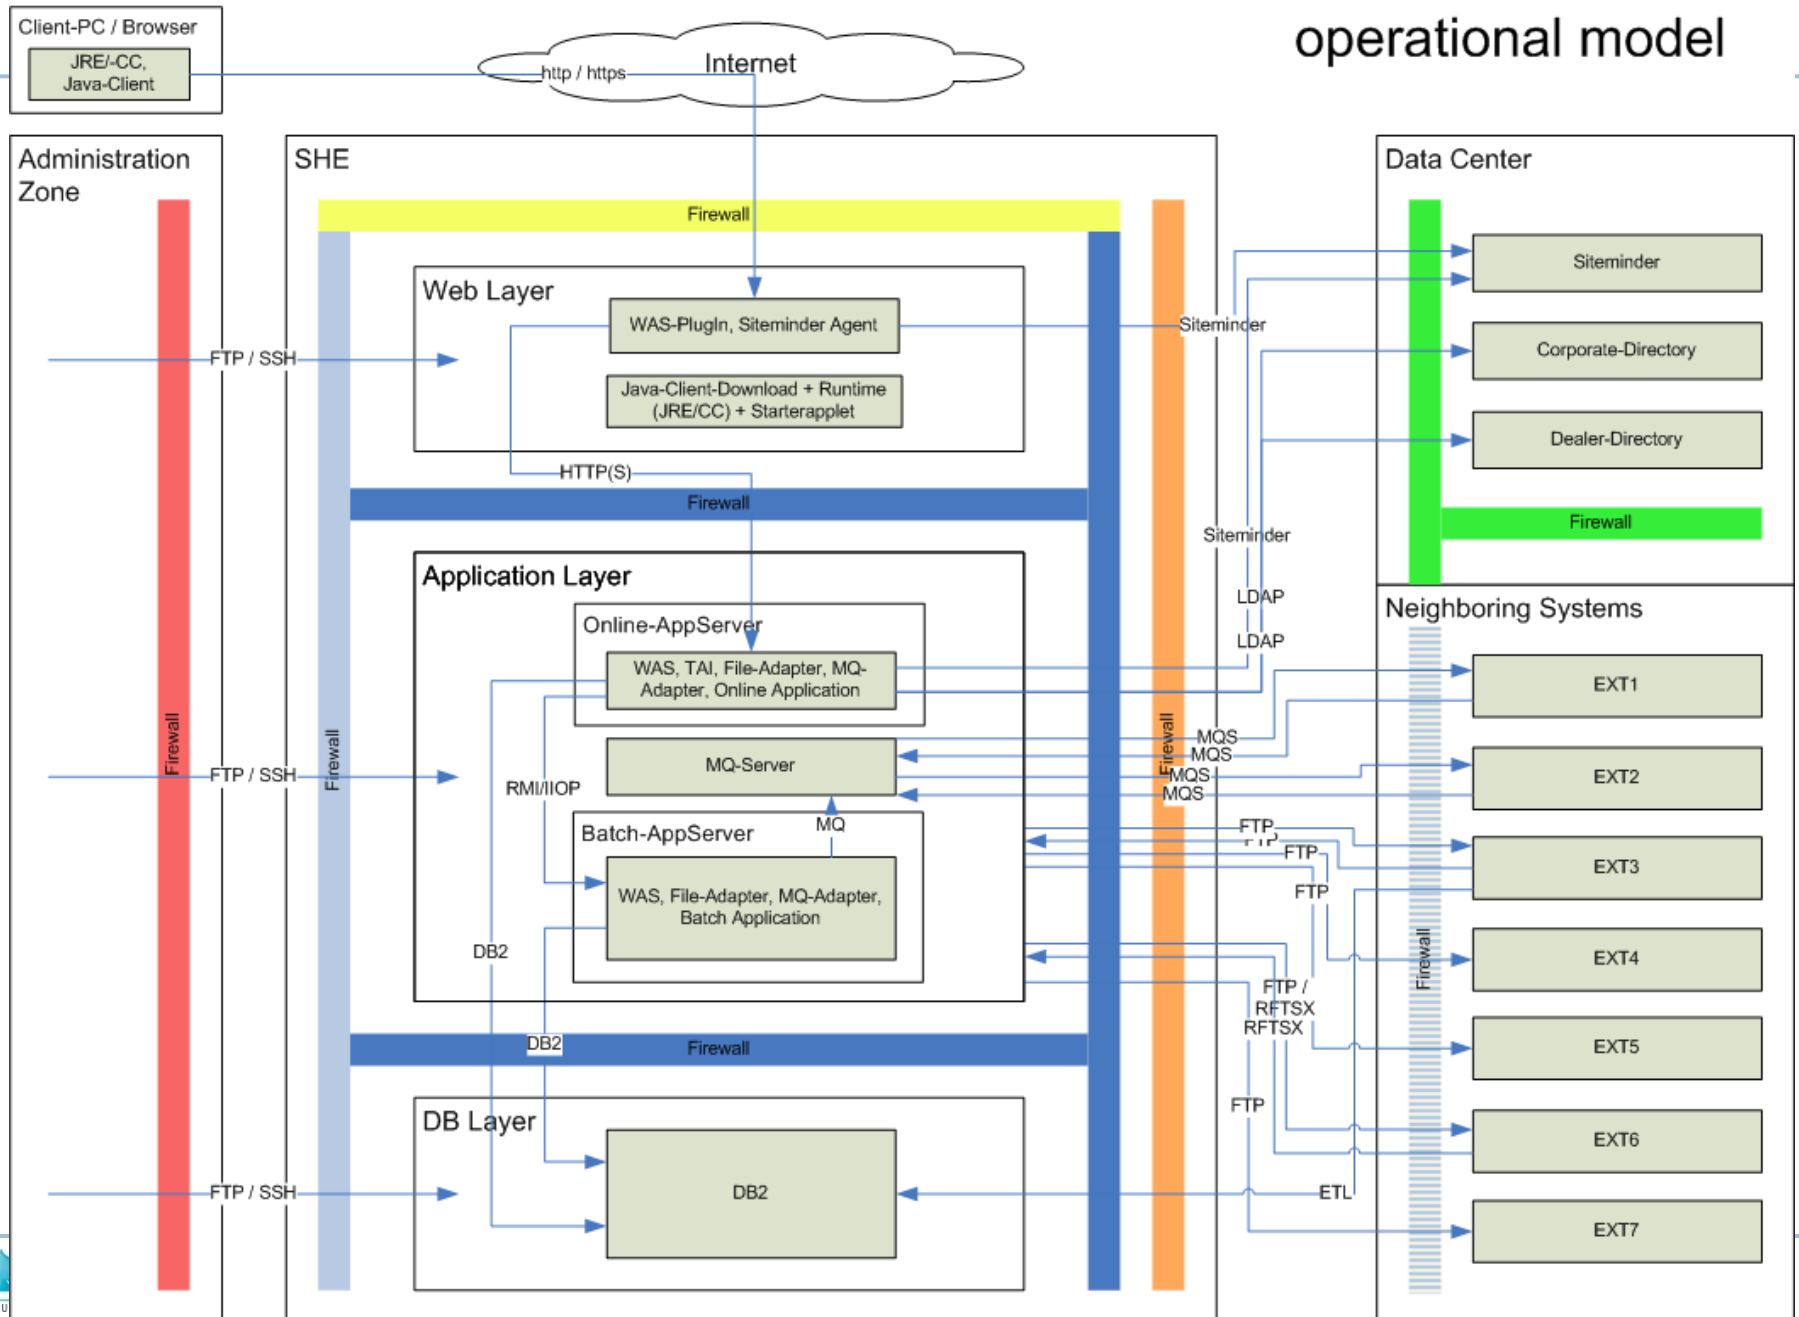 operational model
Client-PC / Browser
JRE/-CC,
Java-Client
http / https
Internet
Administration
Zone
SHE
Data Center
Firewall
Siteminder
Web Layer
WAS-PlugIn, Siteminder Agent
Siteminder
Corporate-Directory
FTP / SSH
Java-Client-Download + Runtime
(JRE/CC) + Starterapplet
Dealer-Directory
HTTP(S)
Firewall
Firewall
Siteminder
Application Layer
LDAP
Neighboring Systems
Online-AppServer
LDAP
WAS, TAI, File-Adapter, MQ-
Adapter, Online Application
EXT1
Firewall
Firewall
Firewall
MQS
MQS
MQ-Server
MQS
EXT2
FTP / SSH
RMI/IIOP
MQS
Batch-AppServer
MQ
FTP
FTP
FTP
EXT3
FTP
WAS, File-Adapter, MQ-Adapter,
Batch Application
DB2
Firewall
EXT4
FTP /
RFTSX
RFTSX
DB2
Firewall
EXT5
FTP
DB Layer
EXT6
FTP / SSH
DB2
ETL
EXT7
U